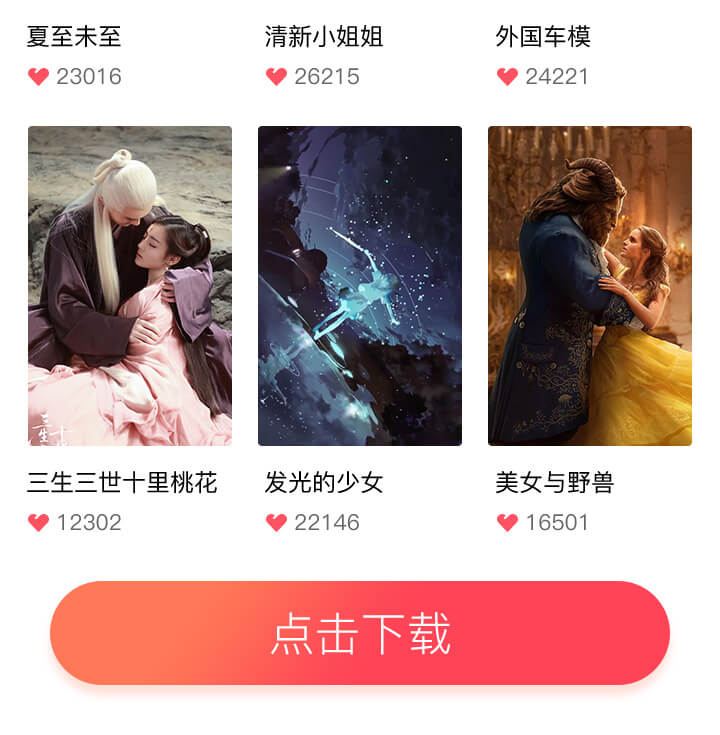 夏至未至
清新小姐姐
外国车模
23016
26215
24221
三生三世十里桃花
发光的少女
美女与野兽
12302
22146
16501
点击下载